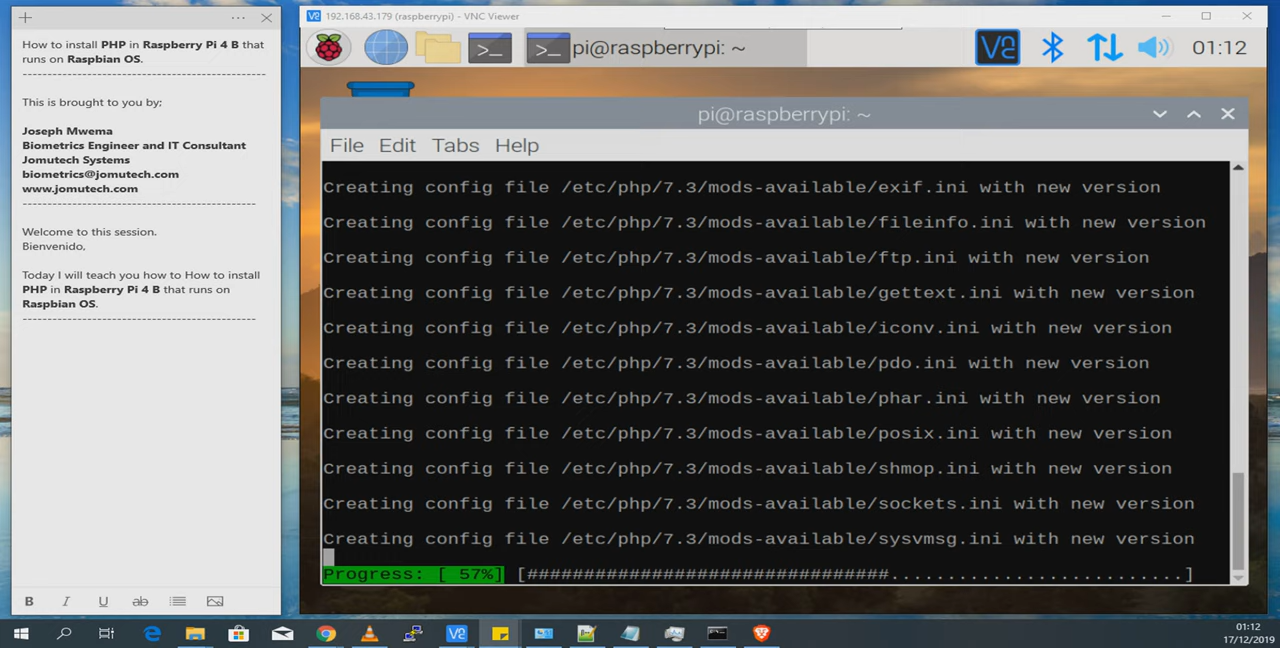 How to install PHP in Raspberry Pi 4 B that
runs on Raspbian OS.
------------------------------------------------
This is brought to you by;
Joseph Mwema
Biometrics Engineer and IT Consultant
Jomutech Systems
biometrics@jomutech.com
www.jomutech.com
----------------------------------------------
Welcome to this session.
Bienvenido,
Today I will teach you how to How to install
PHP in Raspberry Pi 4 B that runs on
Raspbian OS.
----------------------------------------------
B I U ab
192.168.43.179 (raspberrypi) - VNC Viewer
pi@raspberrypi: ~
01:12
pi@raspberrypi: ~
File Edit Tabs Help
Creating config file /etc/php/7.3/mods-available/exif.ini with new version
Creating config file /etc/php/7.3/mods-available/fileinfo.ini with new version
Creating config file /etc/php/7.3/mods-available/ftp.ini with new version
Creating config file /etc/php/7.3/mods-available/gettext.ini with new version
Creating config file /etc/php/7.3/mods-available/iconv.ini with new version
Creating config file /etc/php/7.3/mods-available/pdo.ini with new version
Creating config file /etc/php/7.3/mods-available/phar.ini with new version
Creating config file /etc/php/7.3/mods-available/posix.ini with new version
Creating config file /etc/php/7.3/mods-available/shmop.ini with new version
Creating config file /etc/php/7.3/mods-available/sockets.ini with new version
Creating config file /etc/php/7.3/mods-available/sysvmsg.ini with new version
Progress: [ 57%] [################################..........................]
01:12
17/12/2019